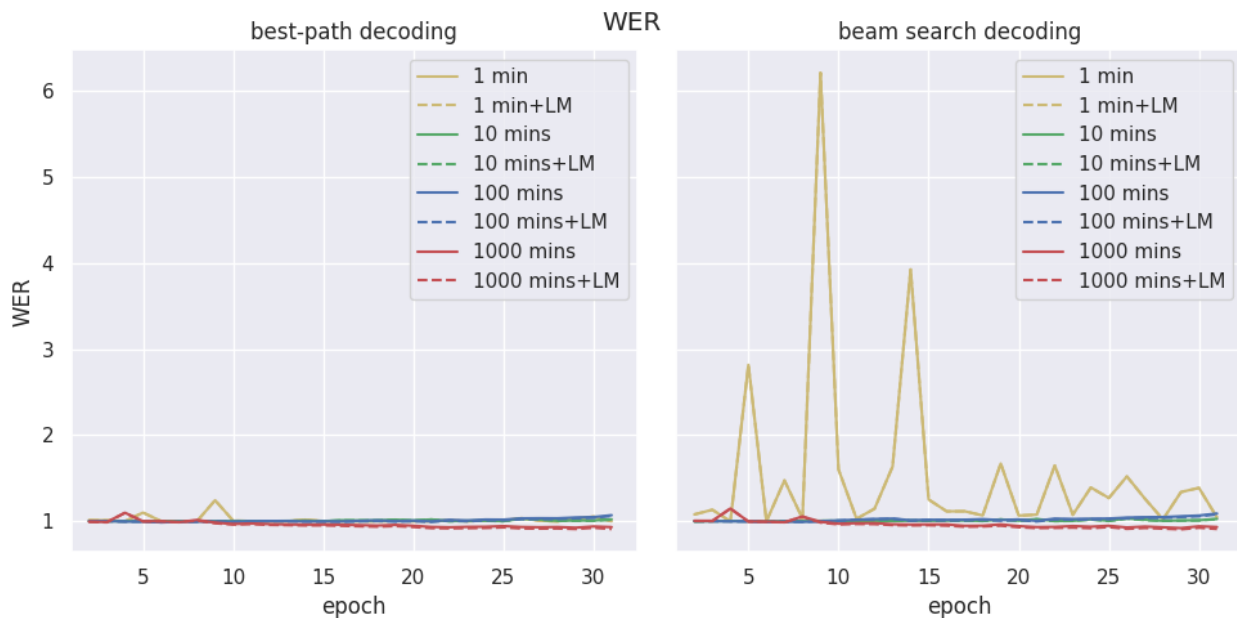 WER
best-path decoding
beam search decoding
WER
6
5
4
3
2
1
1 min
1 min+LM
10 mins
10 mins+LM
100 mins
100 mins+LM
1000 mins
1000 mins+LM
5 10 15 20 25 30
epoch
1 min
1 min+LM
10 mins
10 mins+LM
100 mins
100 mins+LM
1000 mins
1000 mins+LM
5 10 15 20 25 30
epoch